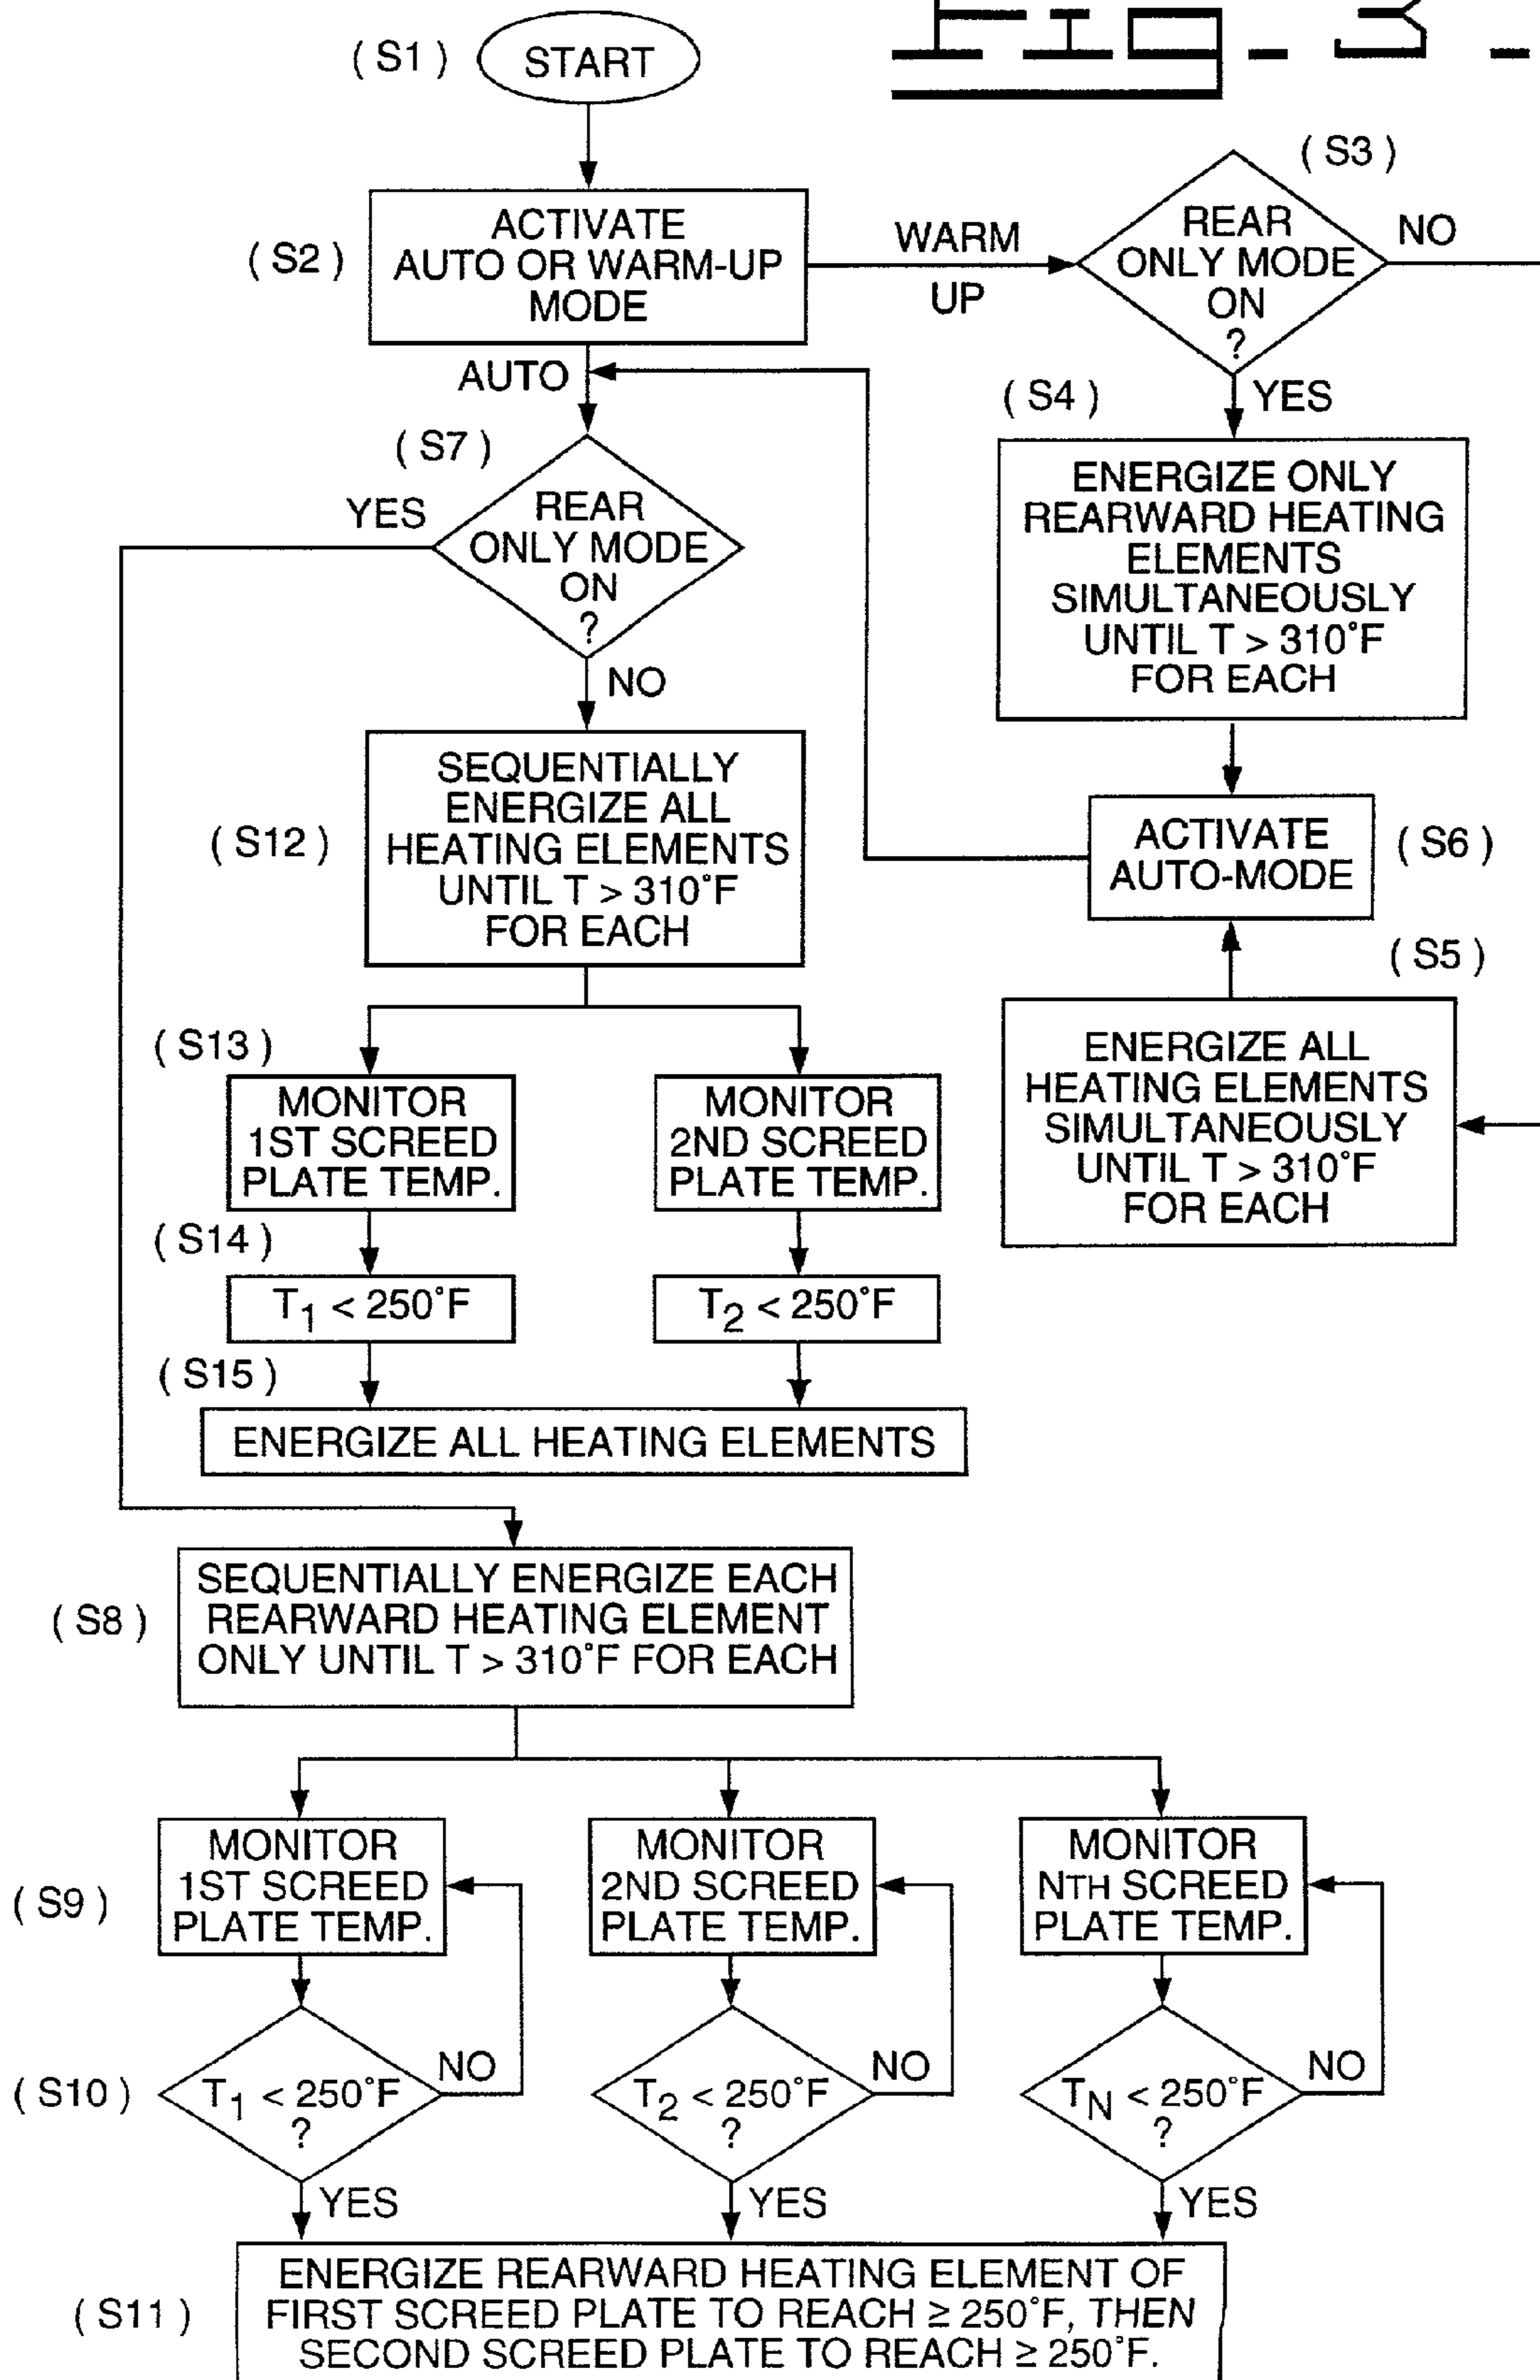 Fig_3_
( S1 )
START
( S2 )
ACTIVATE
AUTO OR WARM-UP
MODE
WARM
UP
( S3 )
REAR
ONLY MODE
ON
?
NO
YES
( S4 )
ENERGIZE ONLY
REARWARD HEATING
ELEMENTS
SIMULTANEOUSLY
UNTIL T > 310°F
FOR EACH
AUTO
( S7 )
YES
REAR
ONLY MODE
ON
?
NO
ACTIVATE
AUTO-MODE
( S6 )
( S5 )
ENERGIZE ALL
HEATING ELEMENTS
SIMULTANEOUSLY
UNTIL T > 310°F
FOR EACH
( S12 )
SEQUENTIALLY
ENERGIZE ALL
HEATING ELEMENTS
UNTIL T > 310°F
FOR EACH
( S13 )
MONITOR
1ST SCREED
PLATE TEMP.
MONITOR
2ND SCREED
PLATE TEMP.
( S14 )
T1 < 250°F
T2 < 250°F
( S15 )
ENERGIZE ALL HEATING ELEMENTS
( S8 )
SEQUENTIALLY ENERGIZE EACH
REARWARD HEATING ELEMENT
ONLY UNTIL T > 310°F FOR EACH
( S9 )
MONITOR
1ST SCREED
PLATE TEMP.
MONITOR
2ND SCREED
PLATE TEMP.
MONITOR
NTH SCREED
PLATE TEMP.
( S10 )
T1 < 250°F
?
NO
T2 < 250°F
?
NO
TN < 250°F
?
NO
YES
YES
YES
( S11 )
ENERGIZE REARWARD HEATING ELEMENT OF
FIRST SCREED PLATE TO REACH ≥ 250°F, THEN
SECOND SCREED PLATE TO REACH ≥ 250°F.